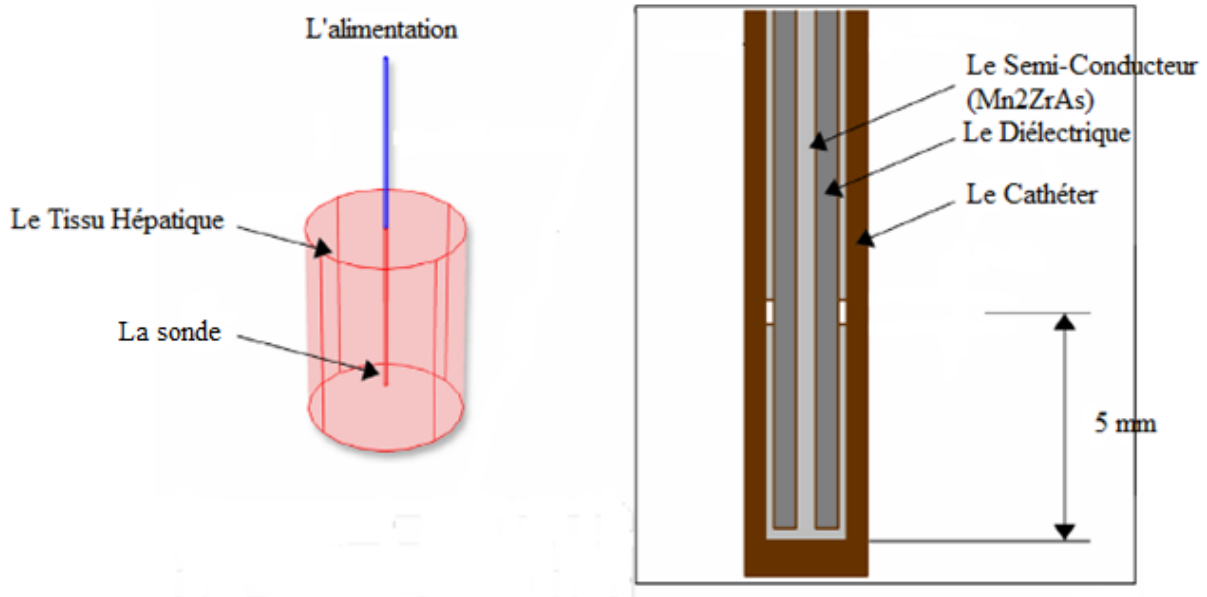 L'alimentation
Le Tissu Hépatique
La sonde
Le Semi-Conducteur
(Mn2ZrAs)
Le Diélectrique
Le Cathéter
5 mm